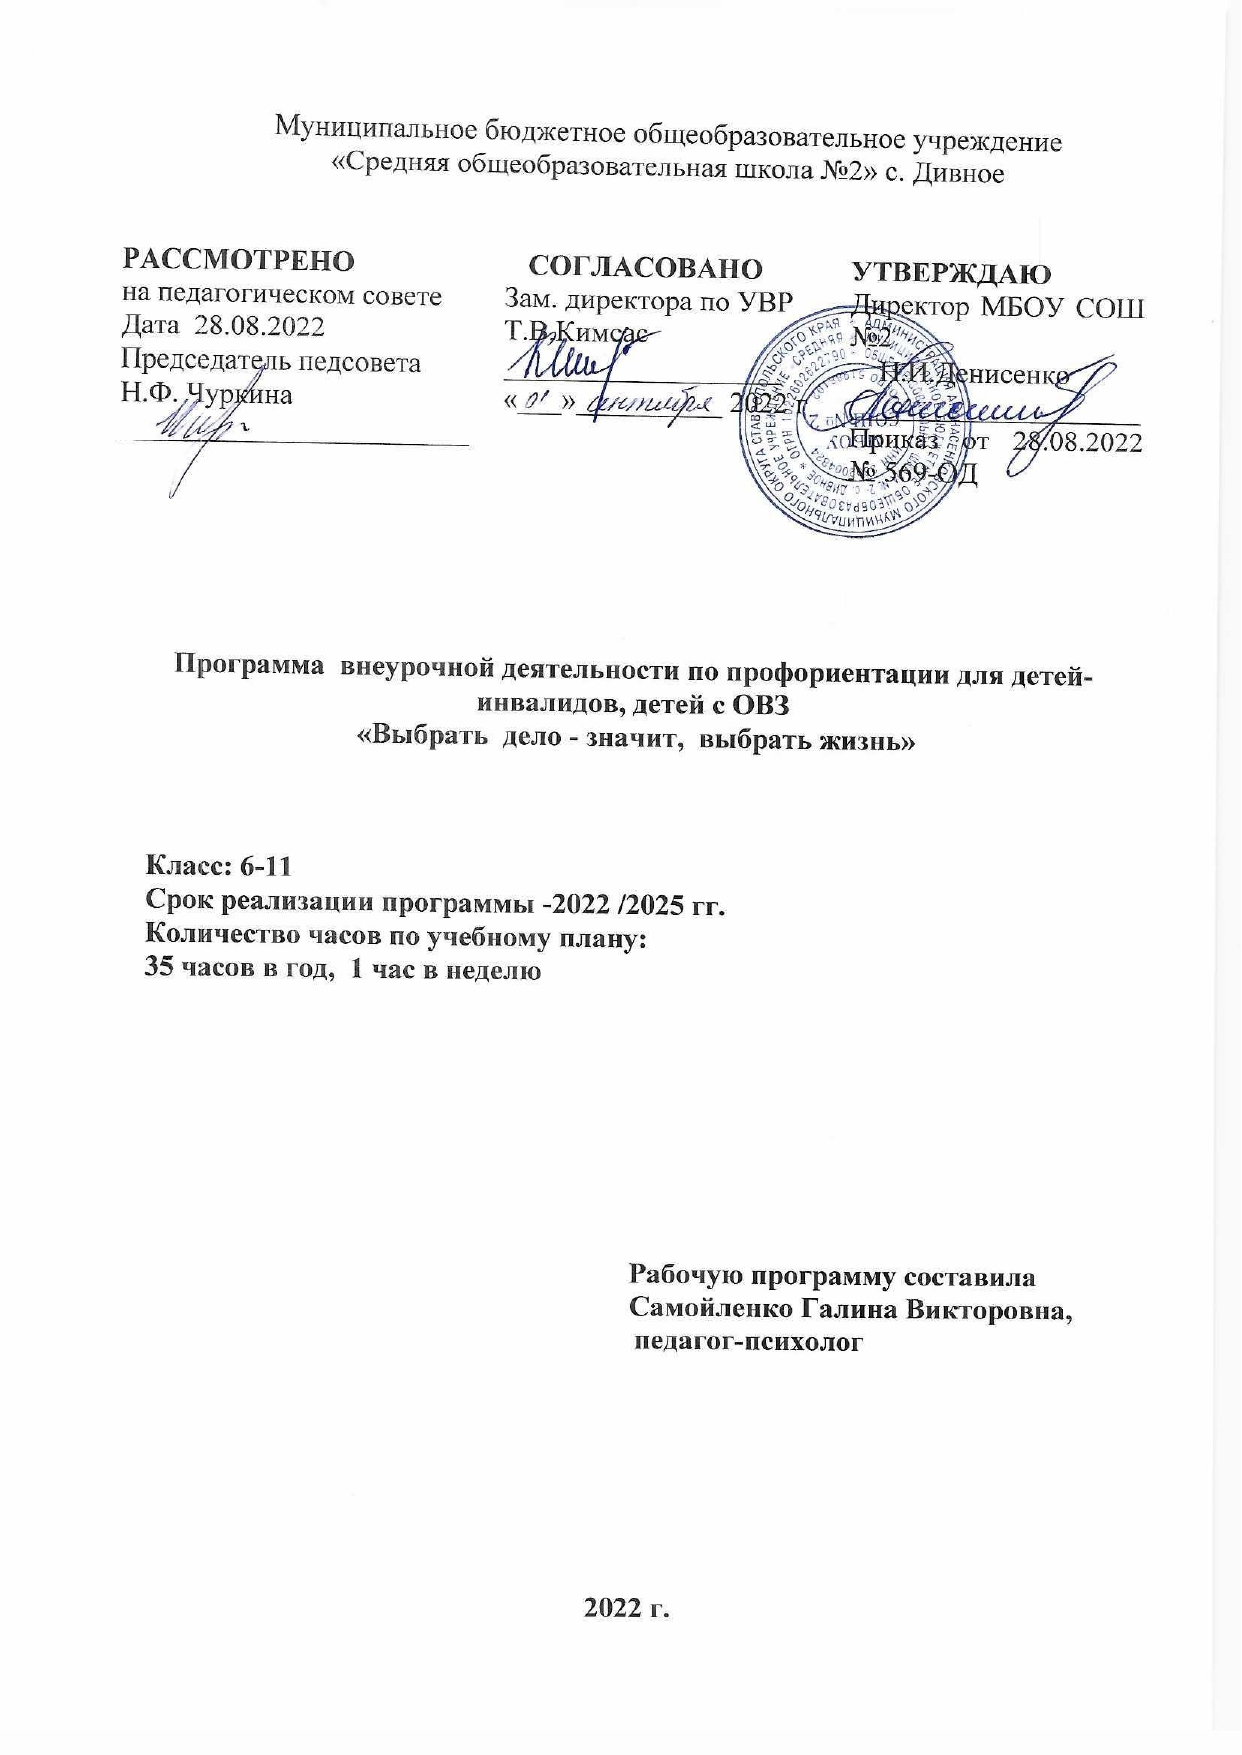 Муниципальное бюджетное общеобразовательное учреждение
«Средняя общеобразовательная школа №2» с. Дивное
РАССМОТРЕНО
на педагогическом совете
Дата 28.08.2022
Председатель педсовета
Н.Ф. Чуркина
СОГЛАСОВАНО
Зам. директора по УВР
Т.В.Кимсас
«01» сентября 2022 г
УТВЕРЖДАЮ
Директор МБОУ СОШ
№2
Н.И.Денисенко
Приказ от 28.08.2022
№ 569-ОД
Программа внеурочной деятельности по профориентации для детей-
инвалидов, детей с ОВЗ
«Выбрать дело - значит, выбрать жизнь»
Класс: 6-11
Срок реализации программы -2022 /2025 гг.
Количество часов по учебному плану:
35 часов в год, 1 час в неделю
Рабочую программу составила
Самойленко Галина Викторовна,
педагог-психолог
2022 г.